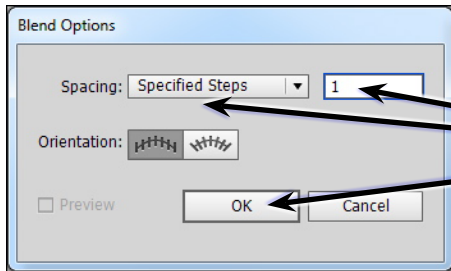 Blend Options
Spacing: Specified Steps 1
Orientation:
Preview OK Cancel